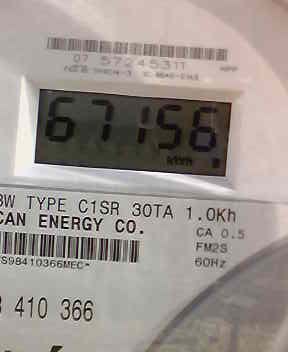 07 57245311
67156
kWh
3W TYPE C1SR 30TA 1.0Kh
CAN ENERGY CO.
CA 0.5
FM2S
60Hz
S98410366MEC
410 366